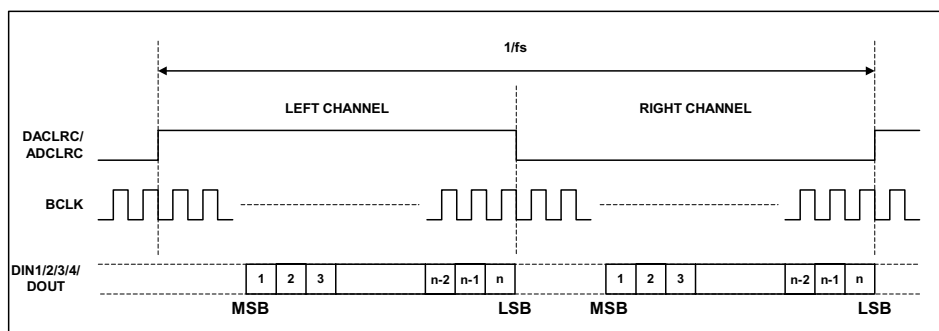 1/fs
LEFT CHANNEL
RIGHT CHANNEL
DACLRC/
ADCLRC
BCLK
DIN1/2/3/4/
DOUT
1 2 3 n-2 n-1 n 1 2 3 n-2 n-1 n
MSB LSB MSB LSB